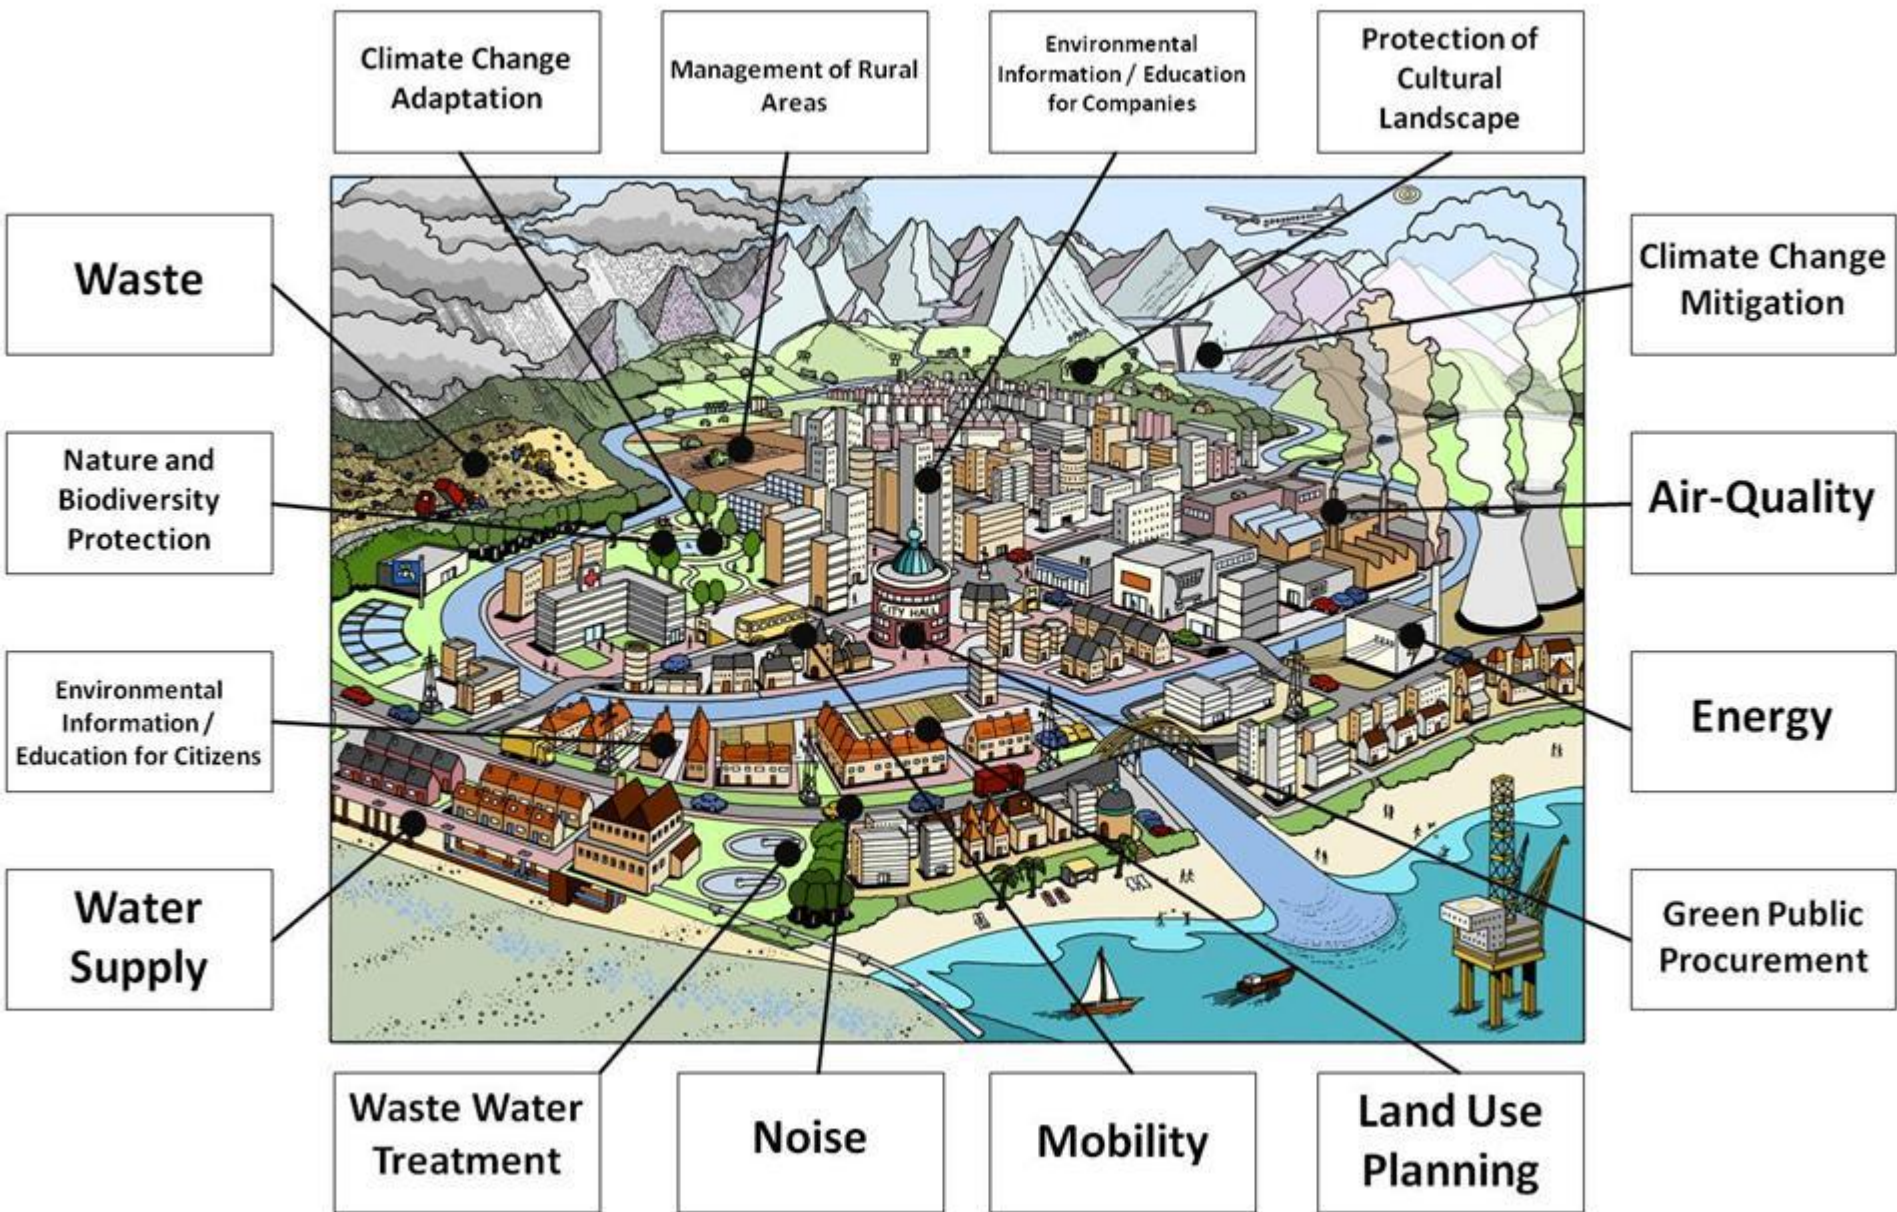 Climate Change
Adaptation
Management of Rural
Areas
Environmental
Information / Education
for Companies
Protection of
Cultural
Landscape
Waste
Climate Change
Mitigation
Nature and
Biodiversity
Protection
Air-Quality
CITY HALL
Environmental
Information /
Education for Citizens
Energy
Water
Supply
Green Public
Procurement
Waste Water
Treatment
Noise
Mobility
Land Use
Planning